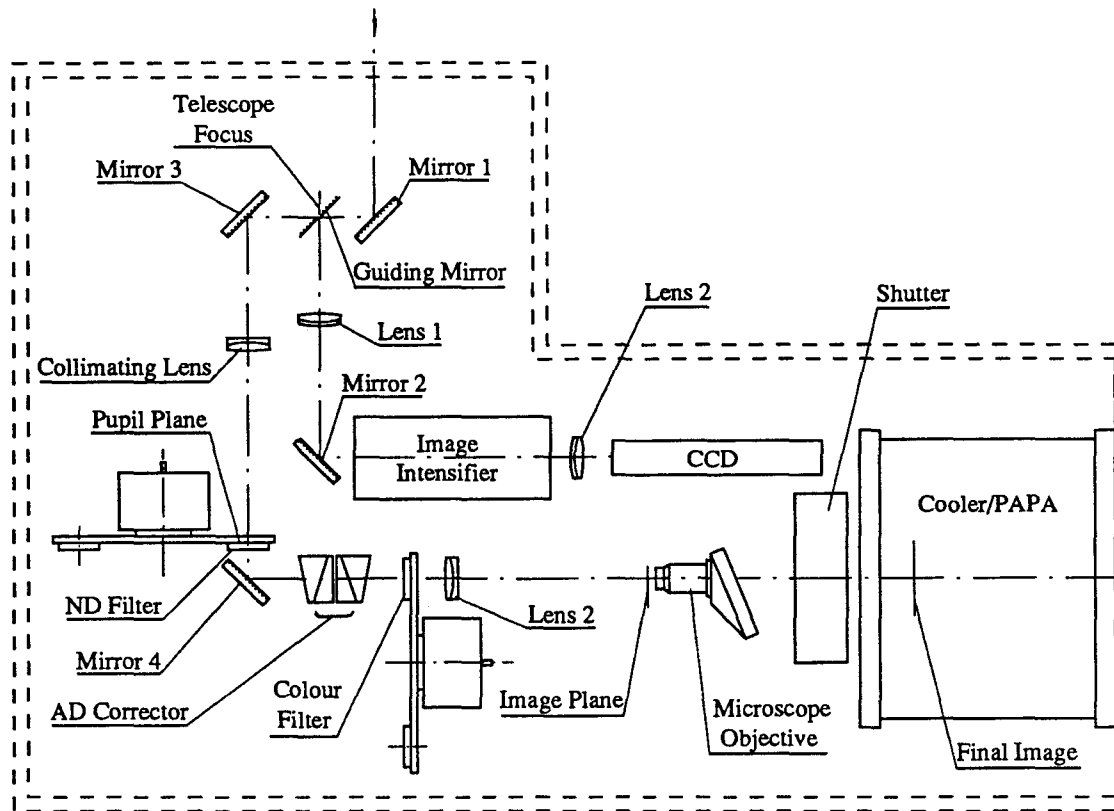 Telescope
Focus
Mirror 3
Mirror 1
Guiding Mirror
Lens 2
Shutter
Lens 1
Collimating Lens
Mirror 2
Pupil Plane
Image
Intensifier
CCD
Cooler/PAPA
ND Filter
Lens 2
Mirror 4
AD Corrector
Colour
Filter
Image Plane
Microscope
Objective
Final Image